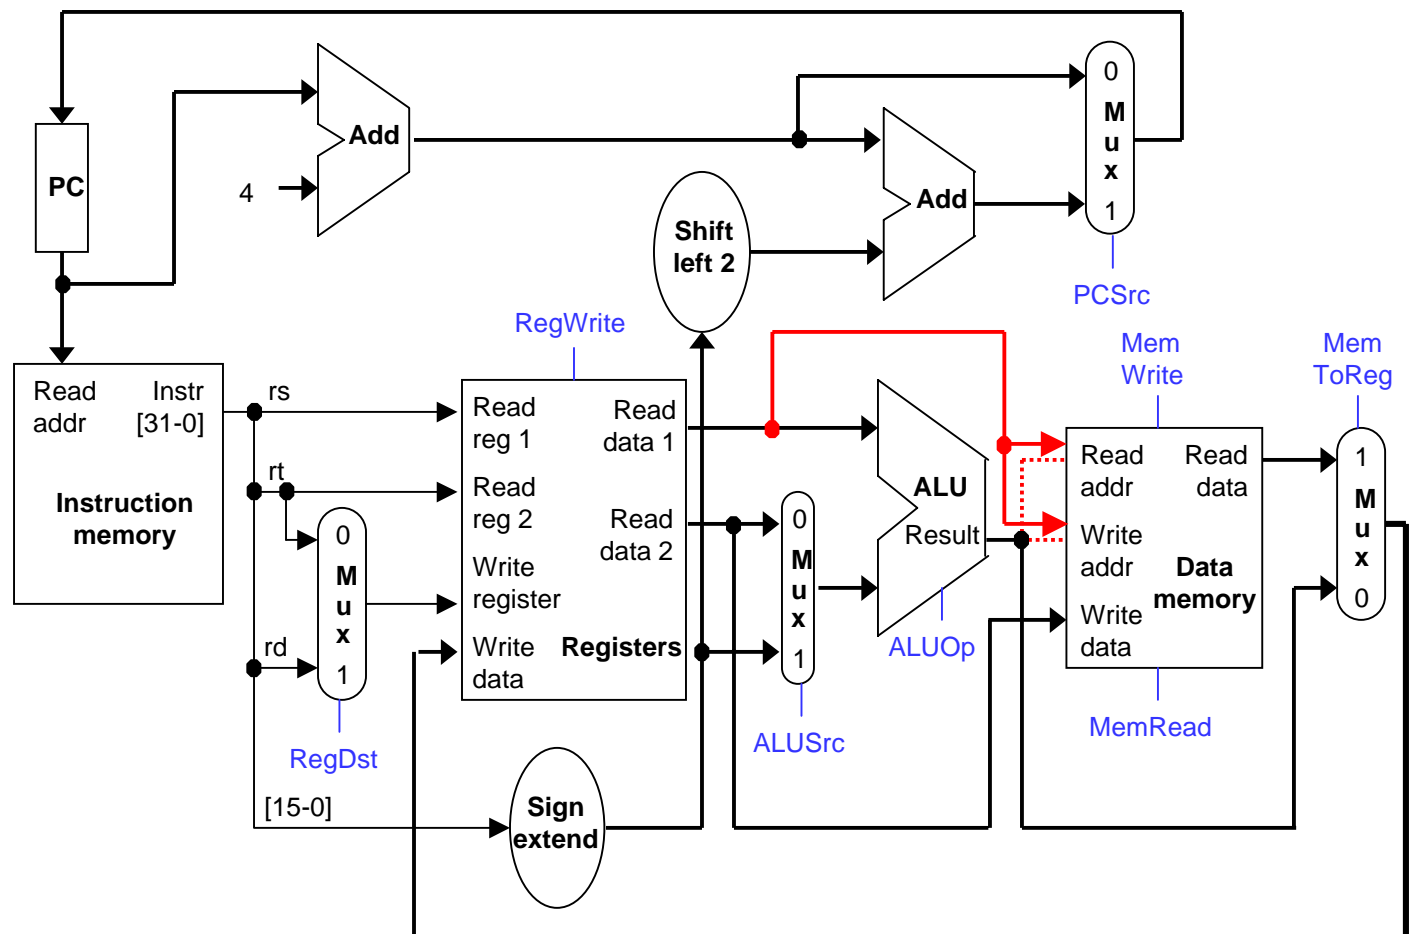 0
M
u
x
1
PCSrc
Add
4
PC
Add
Shift
left 2
RegWrite
Mem
Write
Mem
ToReg
Read
addr
Instr
[31-0]
Instruction
memory
rs
rt
rd
[15-0]
0
M
u
x
1
RegDst
Read
reg 1
Read
data 1
Read
reg 2
Read
data 2
Write
register
Write
data
Registers
Sign
extend
0
M
u
x
1
ALUSrc
ALU
Result
ALUOp
Read
addr
Read
data
Write
addr
Data
memory
Write
data
MemRead
1
M
u
x
0